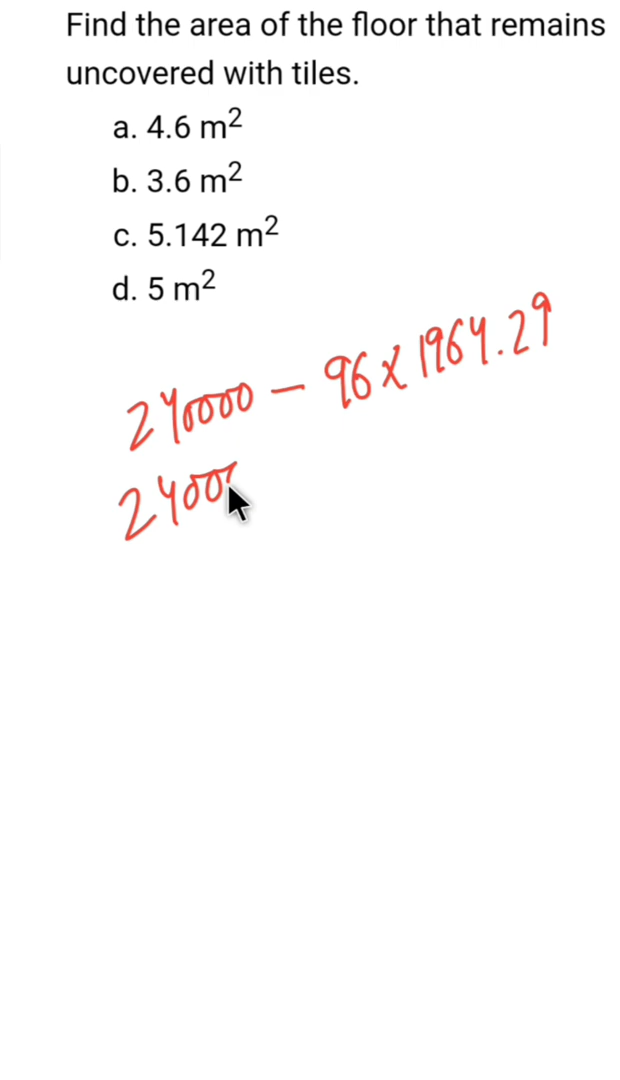 Find the area of the floor that remains
uncovered with tiles.
a. 4.6 m²
b. 3.6 m²
c. 5.142 m²
d. 5 m²
240000 - 96 x 1964.29
24000